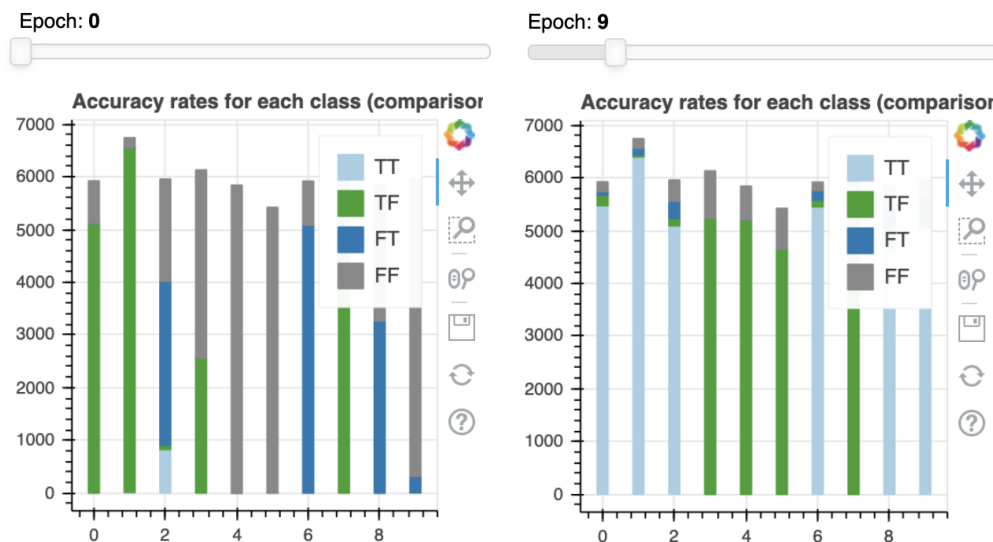 Epoch: 0
Accuracy rates for each class (comparisor
7000
6000
5000
4000
3000
2000
1000
0
0
2
4
6
8
TT
TF
FT
FF
Epoch: 9
Accuracy rates for each class (comparisor
7000
6000
5000
4000
3000
2000
1000
0
0
2
4
6
8
TT
TF
FT
FF